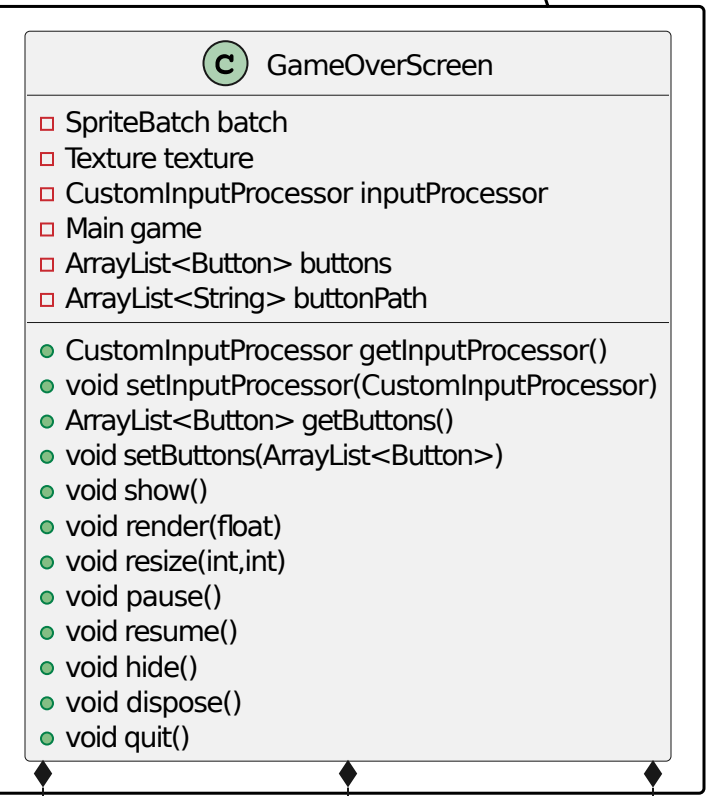 C GameOverScreen
SpriteBatch batch
Texture texture
CustomInputProcessor inputProcessor
Main game
ArrayList<Button> buttons
ArrayList<String> buttonPath
CustomInputProcessor getInputProcessor()
void setInputProcessor(CustomInputProcessor)
ArrayList<Button> getButtons()
void setButtons(ArrayList<Button>)
void show()
void render(float)
void resize(int,int)
void pause()
void resume()
void hide()
void dispose()
void quit()